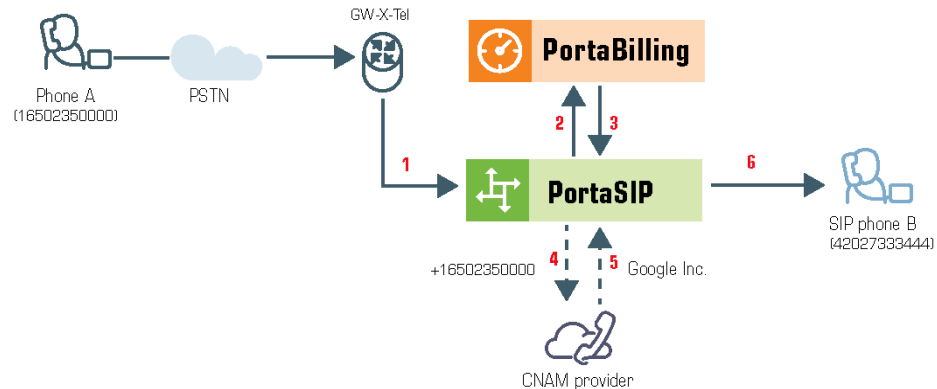 GW-X-Tel
PortaBilling
Phone A
(16502350000)
PSTN
2
3
1
6
PortaSIP
SIP phone B
(42027333444)
+16502350000
4
5
Google Inc.
CNAM provider